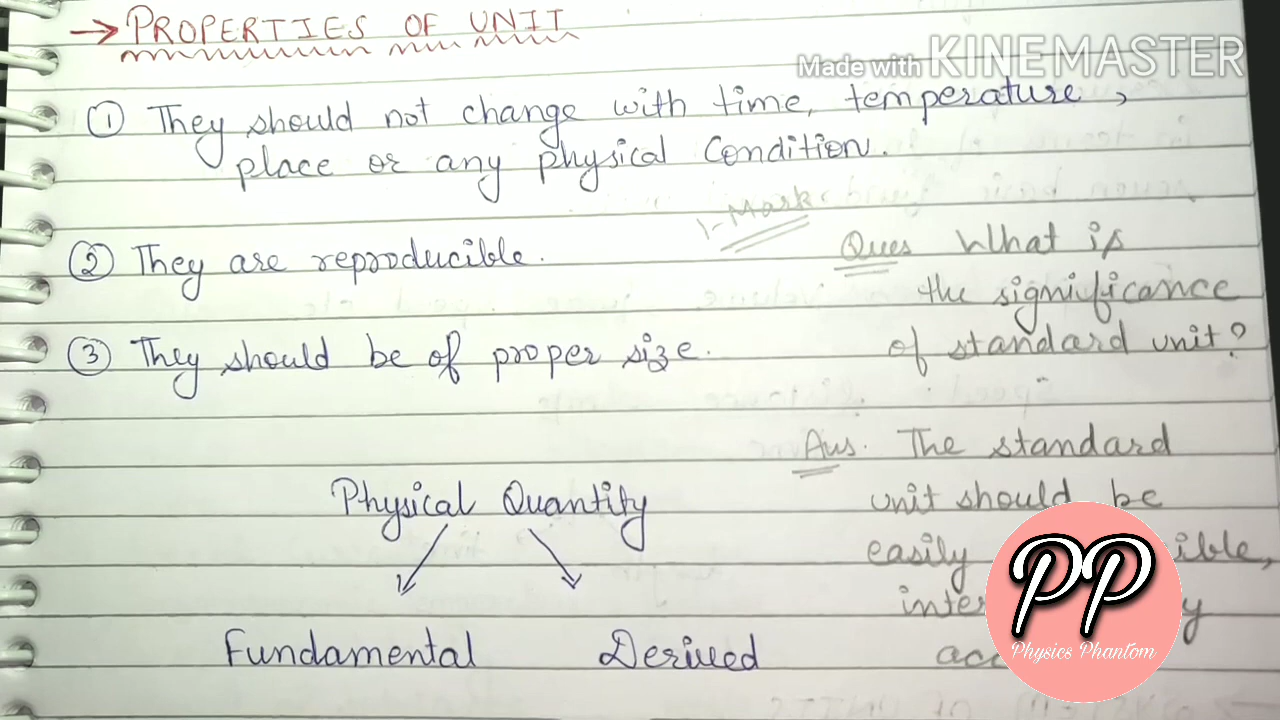 → PROPERTIES OF UNIT
Made with KINEMASTER
① They should not change with time, temperature,
place or any physical Condition.
1-Mark
② They are reproducible.
③ They should be of proper size.
Ques What is
the significance
of standard unit?
Ans. The standard
unit should be
easily
Physical Quantity
Fundamental Derived
PP
Physics Phantom